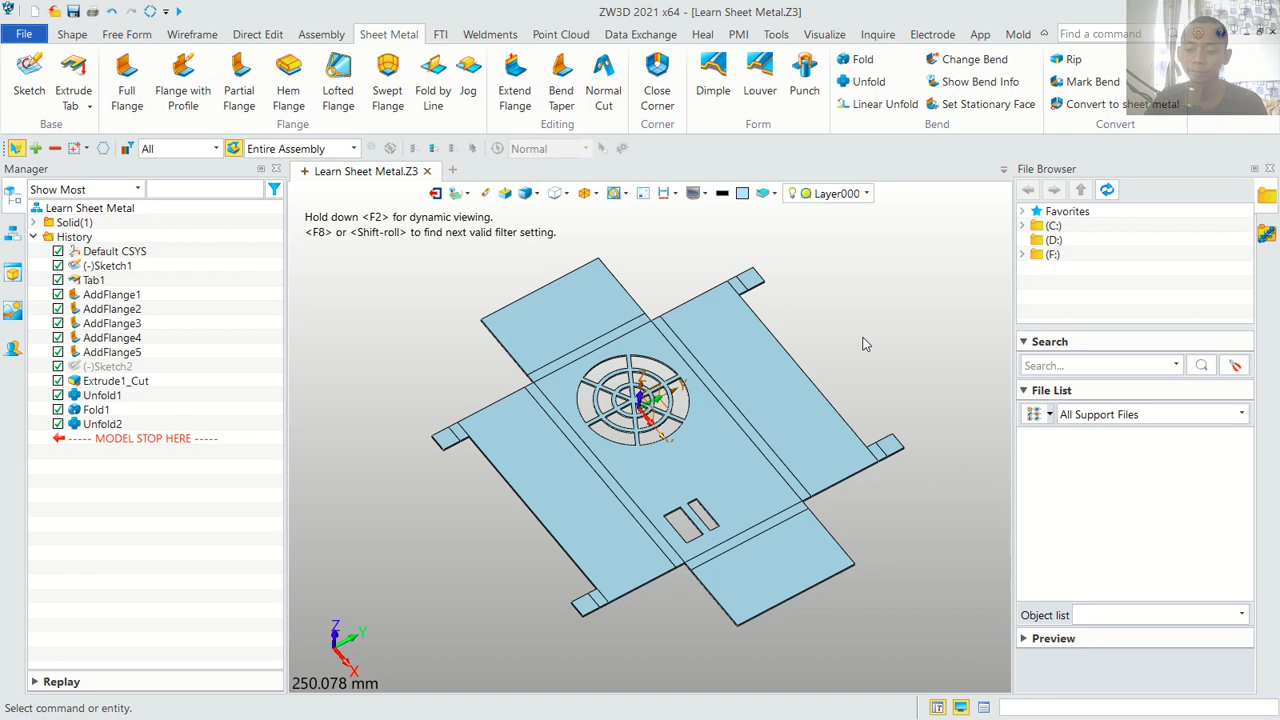 ZW3D 2021 x64 - [Learn Sheet Metal.Z3]
File Shape Free Form Wireframe Direct Edit Assembly Sheet Metal FTI Weldments Point Cloud Data Exchange Heal PMI Tools Visualize Inquire Electrode App Mold Find a command
Sketch Extrude Tab Full Flange Flange with Profile Partial Flange Hem Flange Lofted Flange Swept Flange Fold by Line Jog Extend Flange Bend Taper Normal Cut Close Corner Dimple Louver Punch
Fold Change Bend Rip
Unfold Show Bend Info Mark Bend
Linear Unfold Set Stationary Face Convert to sheet metal
Base Flange Editing Corner Form Bend Convert
All Entire Assembly Normal
Manager
Show Most
Learn Sheet Metal
Solid(1)
History
Default CSYS
(-)Sketch1
Tab1
AddFlange1
AddFlange2
AddFlange3
AddFlange4
AddFlange5
(-)Sketch2
Extrude1_Cut
Unfold1
Fold1
Unfold2
----- MODEL STOP HERE -----
Replay
Learn Sheet Metal.Z3
Layer000
Hob down <F2> for dynamic viewing.
<F8> or <Shift-roll> to find next valid filter setting.
Z
Y
X
250.078 mm
File Browser
Favorites
(C:)
(D:)
(F:)
Search
Search...
File List
All Support Files
Object list
Preview
Select command or entity.